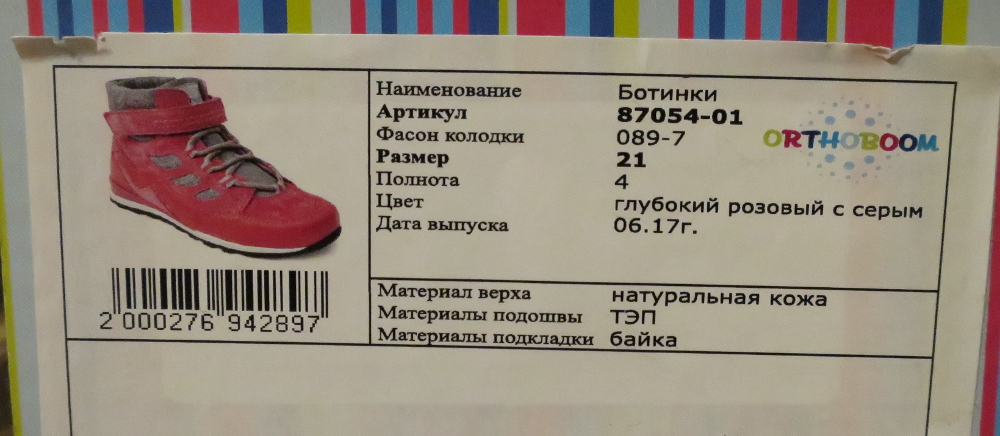 Наименование Ботинки
Артикул 87054-01
Фасон колодки 089-7
ORTHOBOOM
Размер 21
Полнота 4
Цвет глубокий розовый с серым
Дата выпуска 06.17г.
Материал верха натуральная кожа
Материалы подошвы ТЭП
Материалы подкладки байка
2 000276 942897